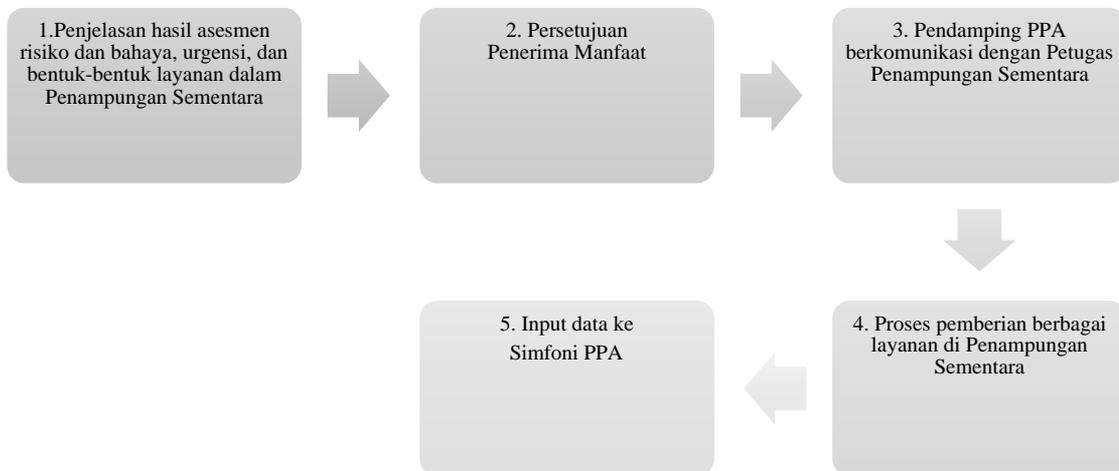 1.Penjelasan hasil asesmen
risiko dan bahaya, urgensi, dan
bentuk-bentuk layanan dalam
Penampungan Sementara
2. Persetujuan
Penerima Manfaat
3. Pendamping PPA
berkomunikasi dengan Petugas
Penampungan Sementara
4. Proses pemberian berbagai
layanan di Penampungan
Sementara
5. Input data ke
Simfoni PPA